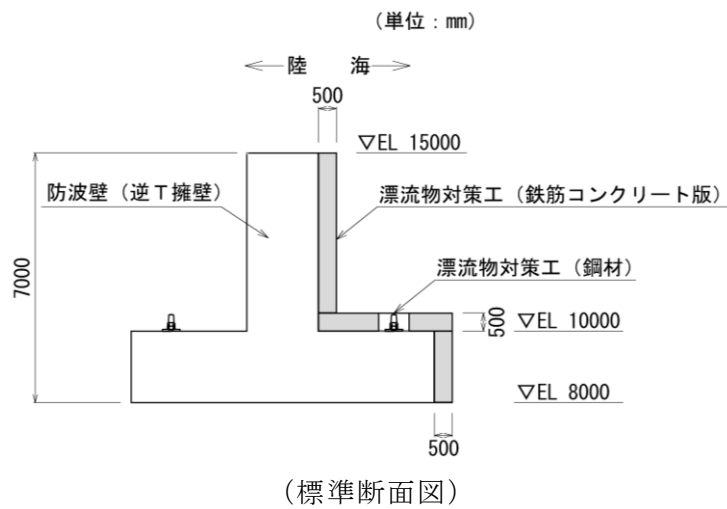 (単位：mm)
陸 海
500
▽EL 15000
防波壁（逆T擁壁）
漂流物対策工（鉄筋コンクリート版）
7000
漂流物対策工（鋼材）
500
▽EL 10000
▽EL 8000
500
(標準断面図)